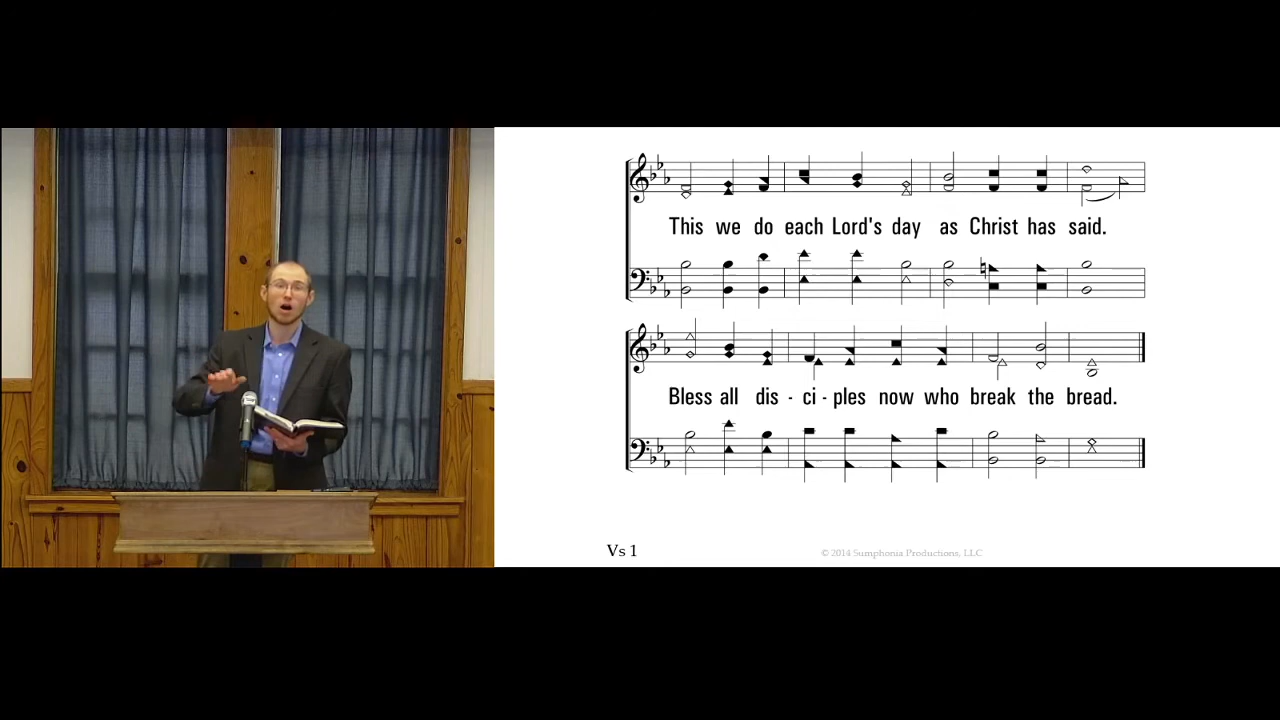 This we do each Lord's day as Christ has said.
Bless all dis - ci - ples now who break the bread.
Vs 1
© 2014 Sumphonia Productions, LLC